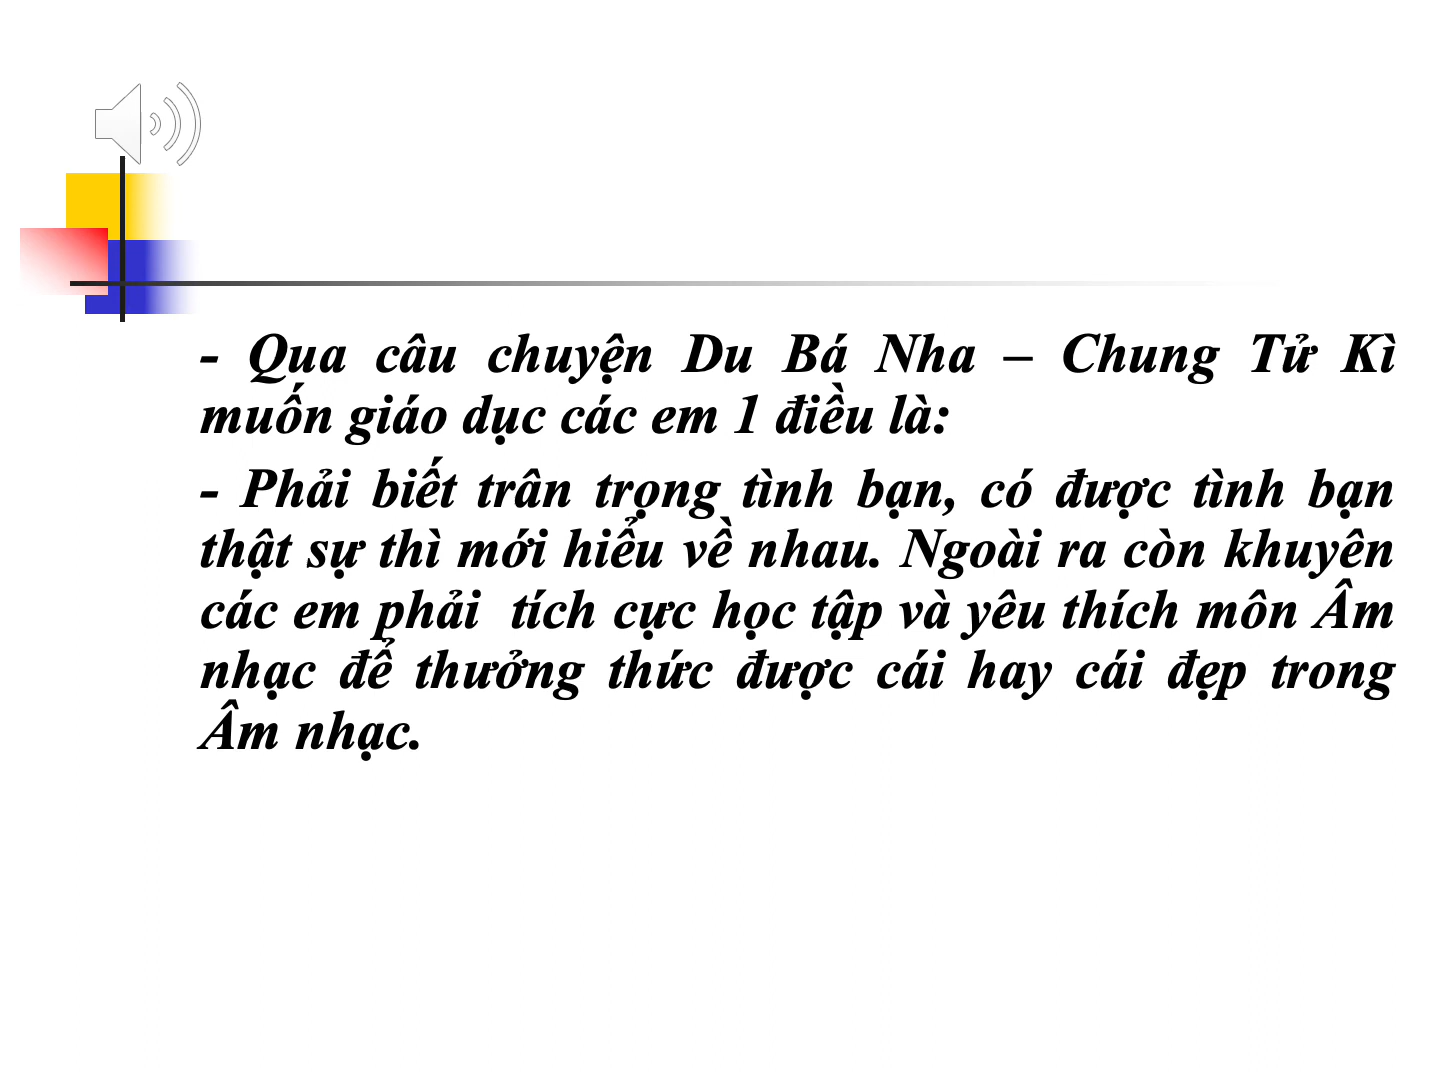 - Qua câu chuyện Du Bá Nha – Chung Tử Kì
muốn giáo dục các em 1 điều là:
- Phải biết trân trọng tình bạn, có được tình bạn
thật sự thì mới hiểu về nhau. Ngoài ra còn khuyên
các em phải  tích cực học tập và yêu thích môn Âm
nhạc để thưởng thức được cái hay cái đẹp trong
Âm nhạc.